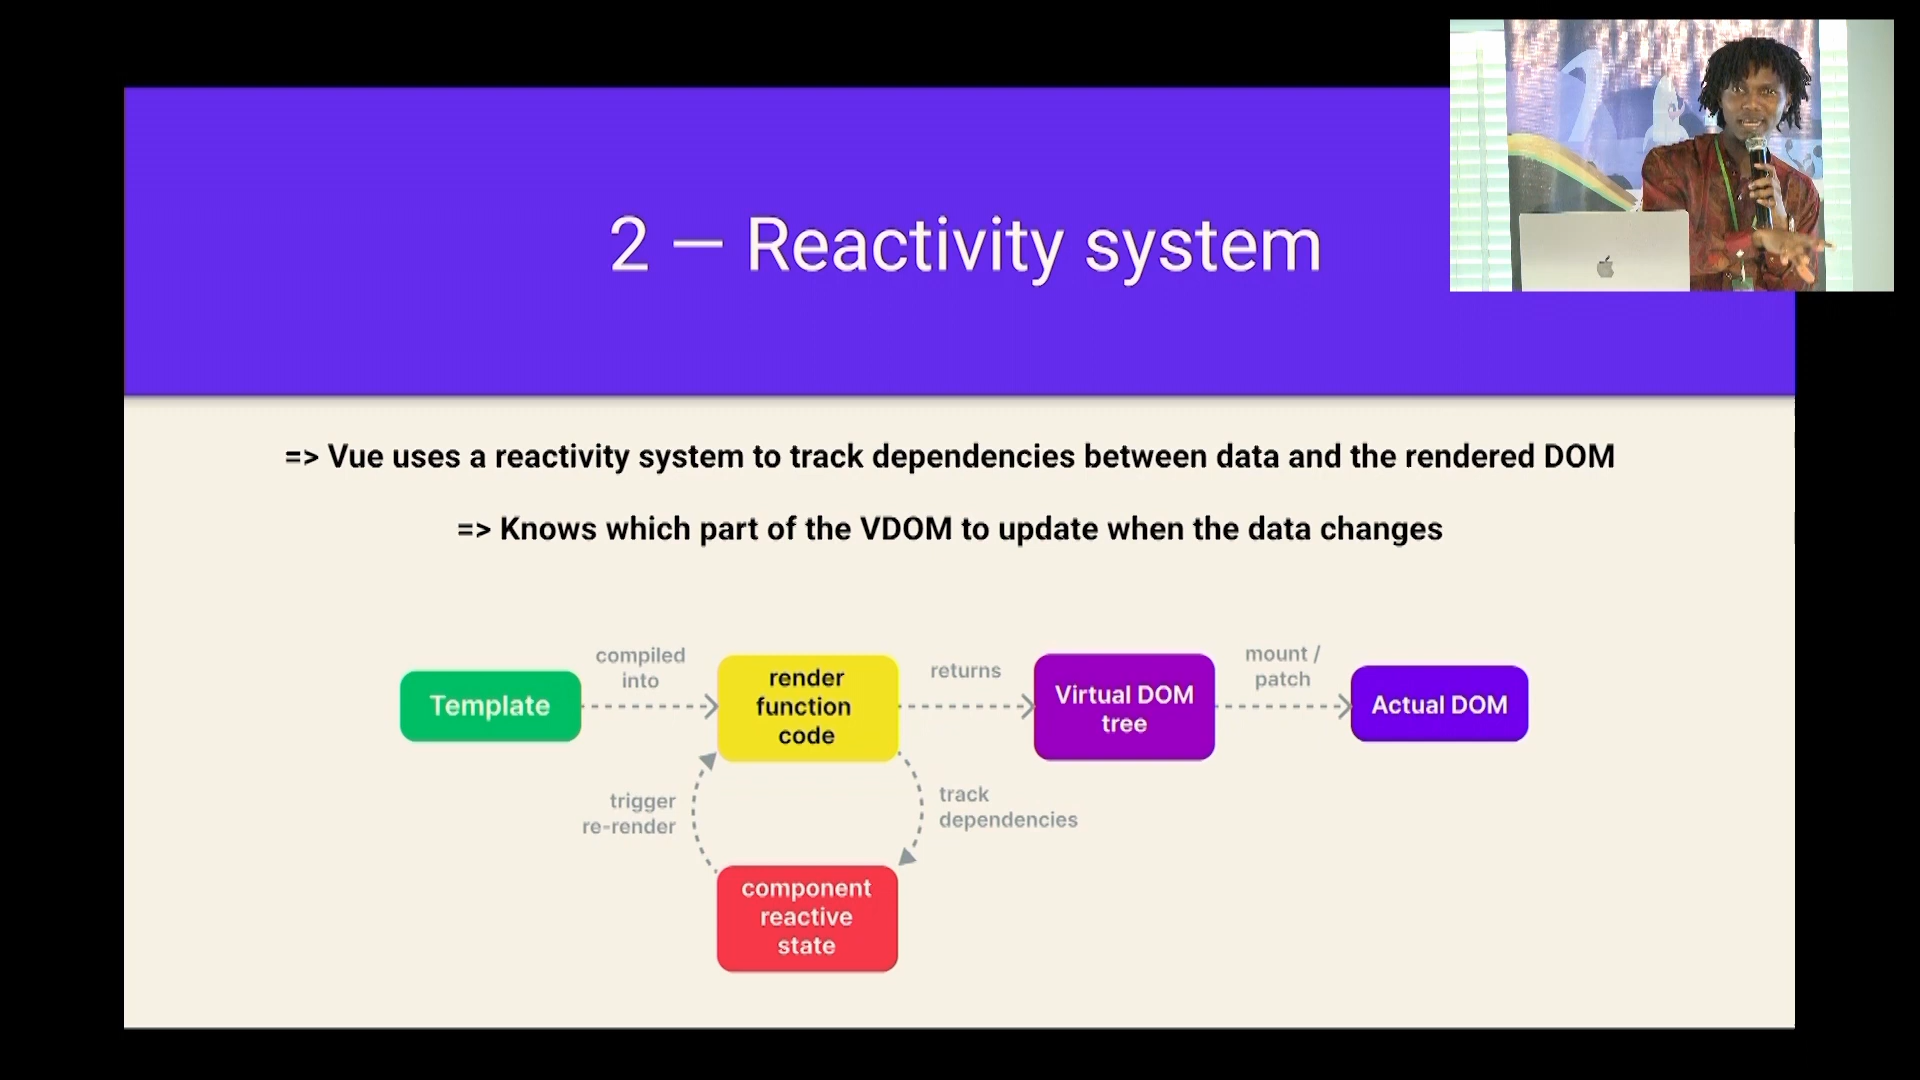 2 — Reactivity system
=> Vue uses a reactivity system to track dependencies between data and the rendered DOM
=> Knows which part of the VDOM to update when the data changes
Template
compiled
into
render
function
code
returns
Virtual DOM
tree
mount /
patch
Actual DOM
trigger
re-render
track
dependencies
component
reactive
state